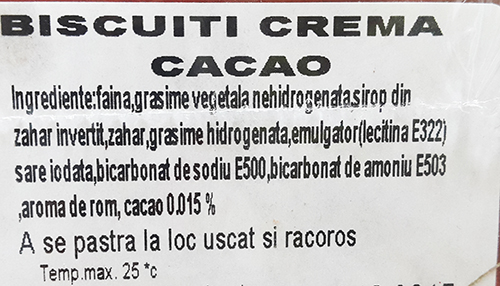 BISCUITI CREMA
CACAO
Ingrediente:faina,grasime vegetala nehidrogenata,sirop din
zahar invertit,zahar,grasime hidrogenata,emulgator(lecitina E322)
sare iodata,bicarbonat de sodiu E500,bicarbonat de amoniu E503
,aroma de rom, cacao 0.015 %
A se pastra la loc uscat si racoros
Temp.max. 25 *c